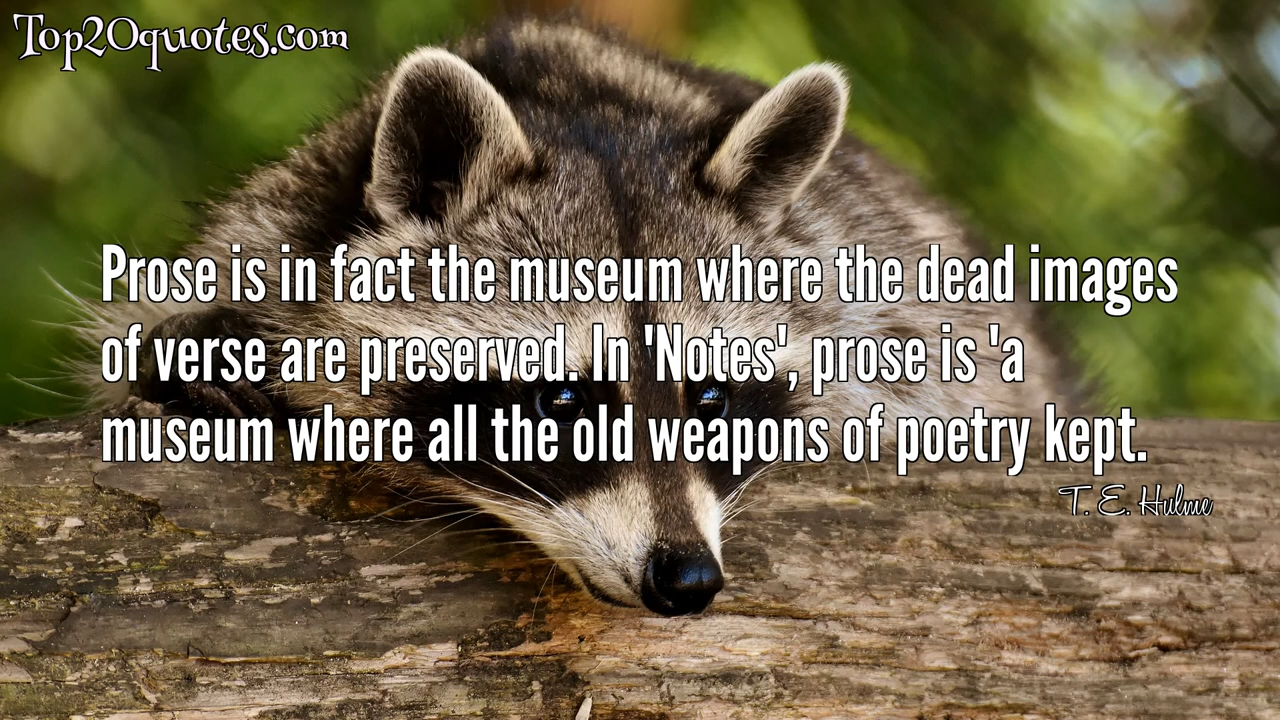 Top20quotes.com
Prose is in fact the museum where the dead images
of verse are preserved. In 'Notes', prose is 'a
museum where all the old weapons of poetry kept.
T. E. Hulme